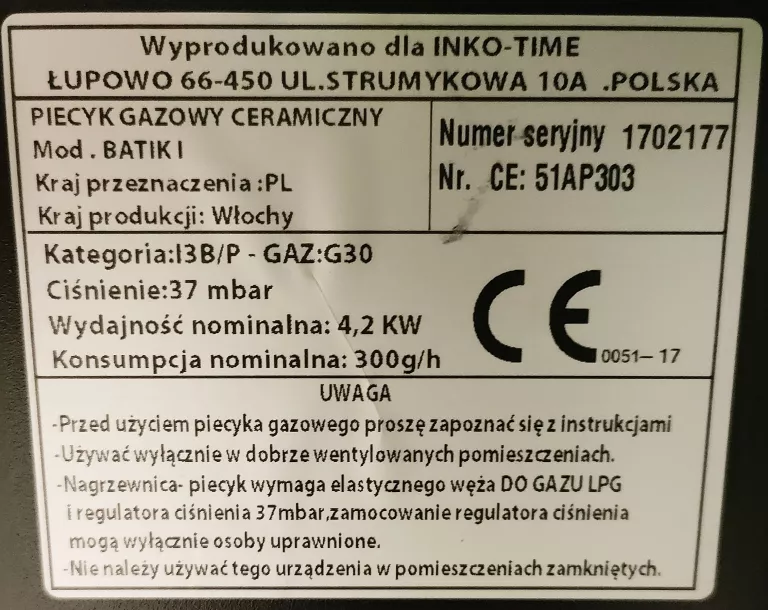 Wyprodukowano dla INKO-TIME
ŁUPOWO 66-450 UL.STRUMYKOWA 10A .POLSKA
PIECYK GAZOWY CERAMICZNY
Mod . BATIK I
Kraj przeznaczenia :PL
Kraj produkcji: Włochy
Numer seryjny 1702177
Nr. CE: 51AP303
Kategoria:I3B/P - GAZ:G30
Ciśnienie:37 mbar
Wydajność nominalna: 4,2 KW
Konsumpcja nominalna: 300g/h
CE
0051– 17
UWAGA
-Przed użyciem piecyka gazowego proszę zapoznać się z instrukcjami
-Używać wyłącznie w dobrze wentylowanych pomieszczeniach.
-Nagrzewnica- piecyk wymaga elastycznego węża DO GAZU LPG
i regulatora ciśnienia 37mbar,zamocowanie regulatora ciśnienia
mogą wyłącznie osoby uprawnione.
-Nie należy używać tego urządzenia w pomieszczeniach zamkniętych.